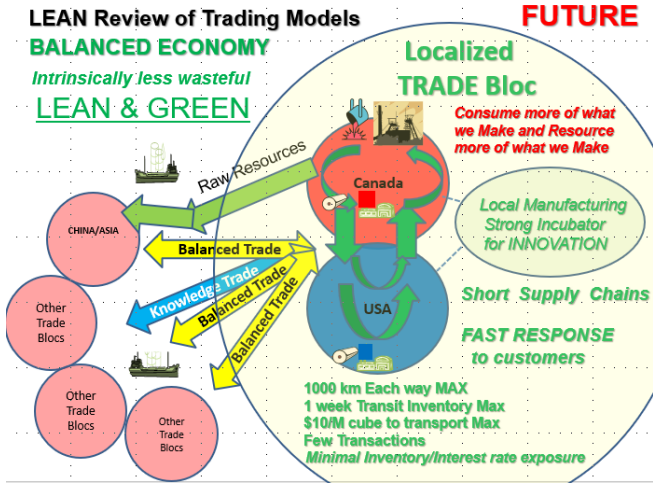 LEAN Review of Trading Models
FUTURE
BALANCED ECONOMY
Intrinsically less wasteful
LEAN & GREEN
Localized
TRADE Bloc
Consume more of what
we Make and Resource
more of what we Make
Raw Resources
Canada
CHINA/ASIA
Balanced Trade
Knowledge Trade
Balanced Trade
Balanced Trade
Local Manufacturing
Strong Incubator
for INNOVATION
Other
Trade
Blocs
USA
Short Supply Chains
FAST RESPONSE
to customers
Other
Trade
Blocs
Other
Trade
Blocs
1000 km Each way MAX
1 week Transit Inventory Max
$10/M cube to transport Max
Few Transactions
Minimal Inventory/Interest rate exposure